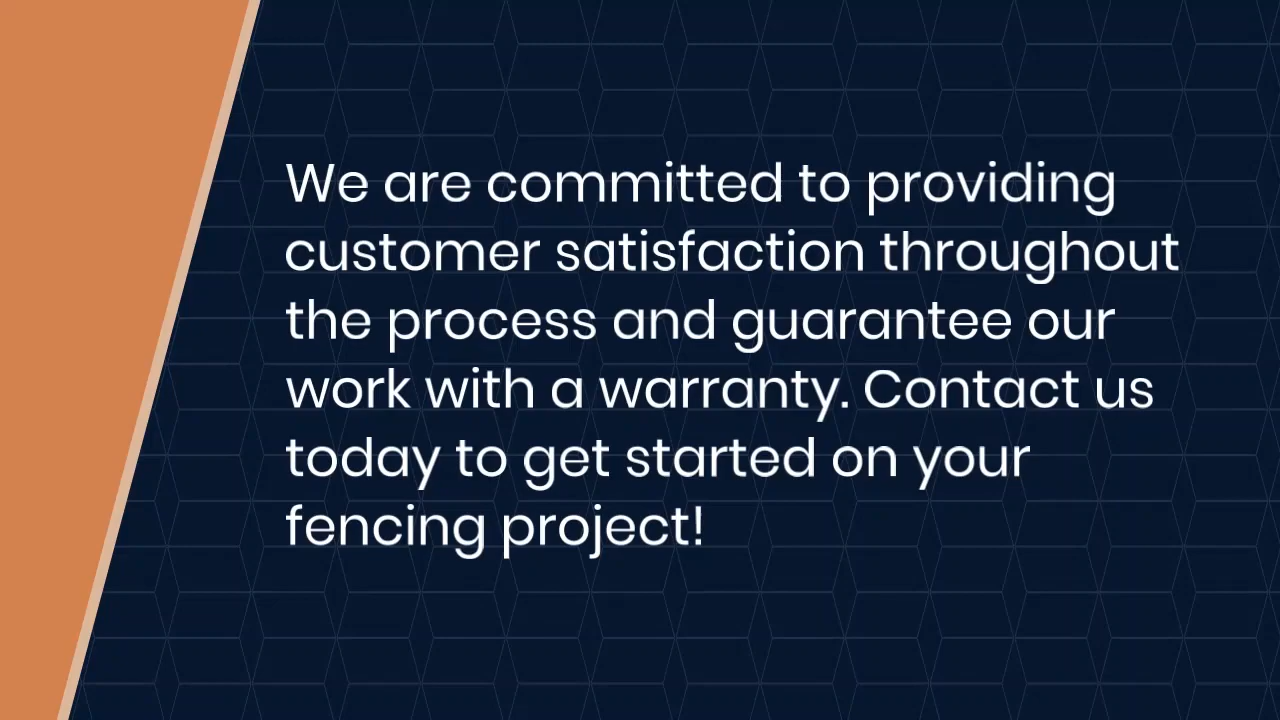 We are committed to providing
customer satisfaction throughout
the process and guarantee our
work with a warranty. Contact us
today to get started on your
fencing project!